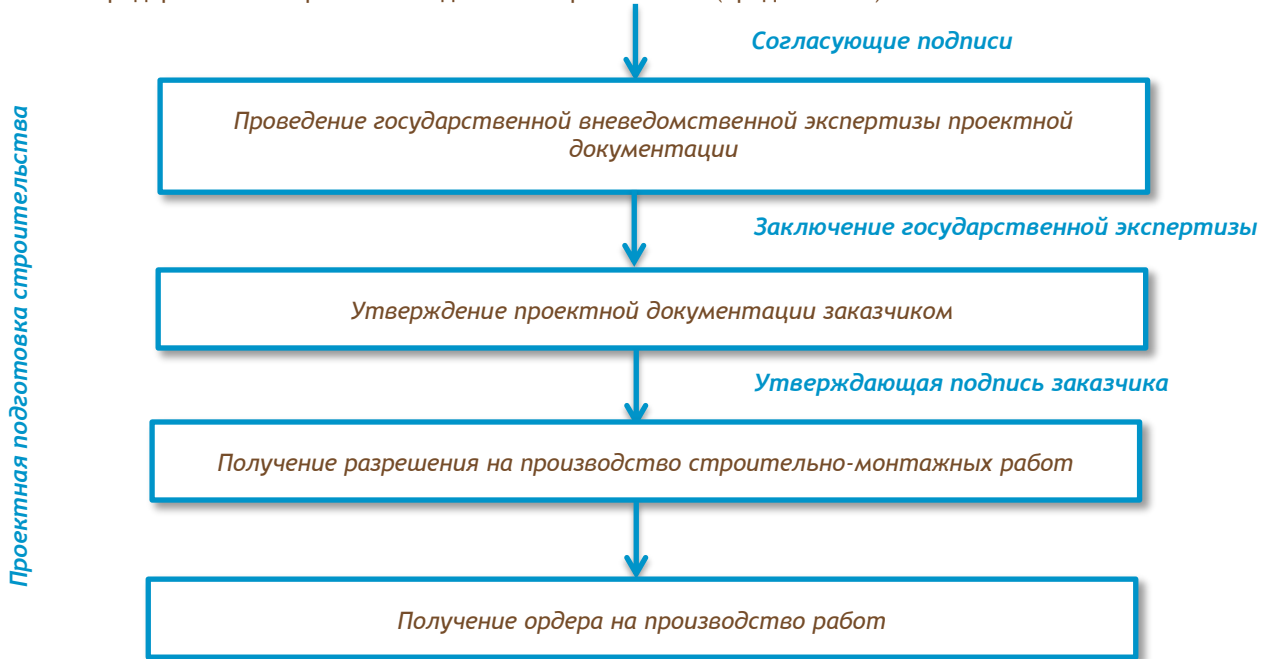 Согласующие подписи
Проведение государственной вневедомственной экспертизы проектной
документации
Заключение государственной экспертизы
Утверждение проектной документации заказчиком
Утверждающая подпись заказчика
Получение разрешения на производство строительно-монтажных работ
Получение ордера на производство работ
Проектная подготовка строительства